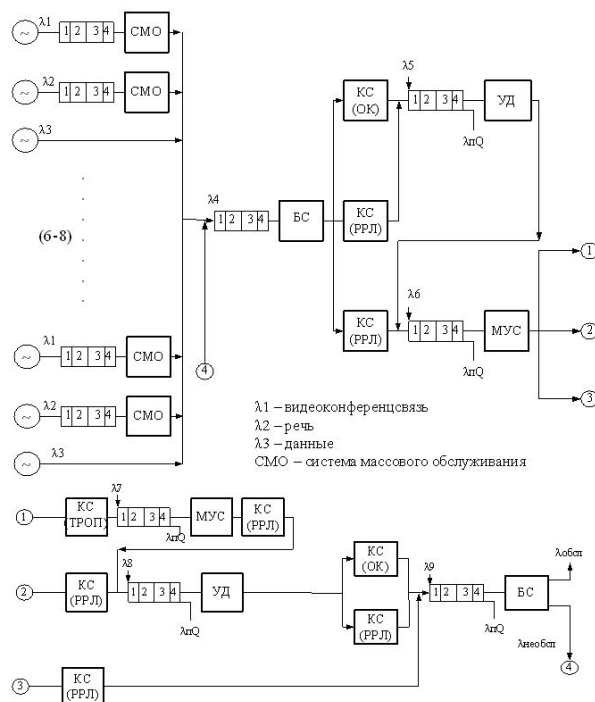 ~ λ1 1 2 3 4 СМО
~ λ2 1 2 3 4 СМО
~ λ3
(6-8)
~ λ1 1 2 3 4 СМО
~ λ2 1 2 3 4 СМО
~ λ3
λ4
1 2 3 4 БС
4
КС
(ОК)
λ5
1 2 3 4 УД
λпQ
КС
(РРЛ)
КС
(РРЛ)
λ6
1 2 3 4 МУС
λпQ
1
2
3
λ1 – видеоконференцсвязь
λ2 – речь
λ3 – данные
СМО – система массового обслуживания
1
КС
(ТРОП)
λ7
1 2 3 4 МУС
λпQ
КС
(РРЛ)
2
КС
(РРЛ)
λ8
1 2 3 4 УД
λпQ
КС
(ОК)
КС
(РРЛ)
λ9
1 2 3 4 БС
λпQ
λобсл
λнеобсл
4
3
КС
(РРЛ)